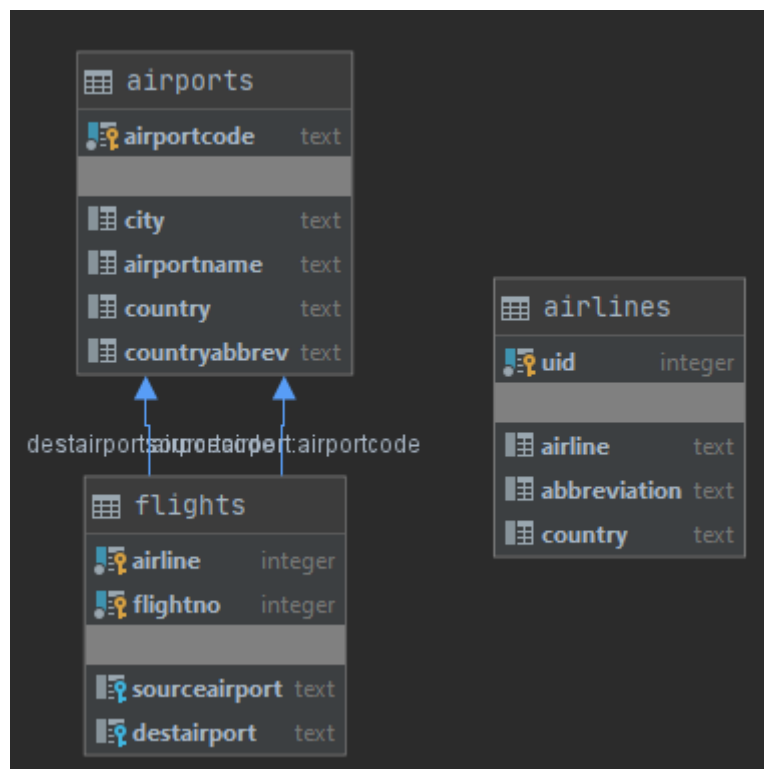 airports
airportcode text
city text
airportname text
country text
countryabbrev text
airlines
uid integer
airline text
abbreviation text
country text
airportcode
flights
airline integer
flightno integer
sourceairport text
destairport text